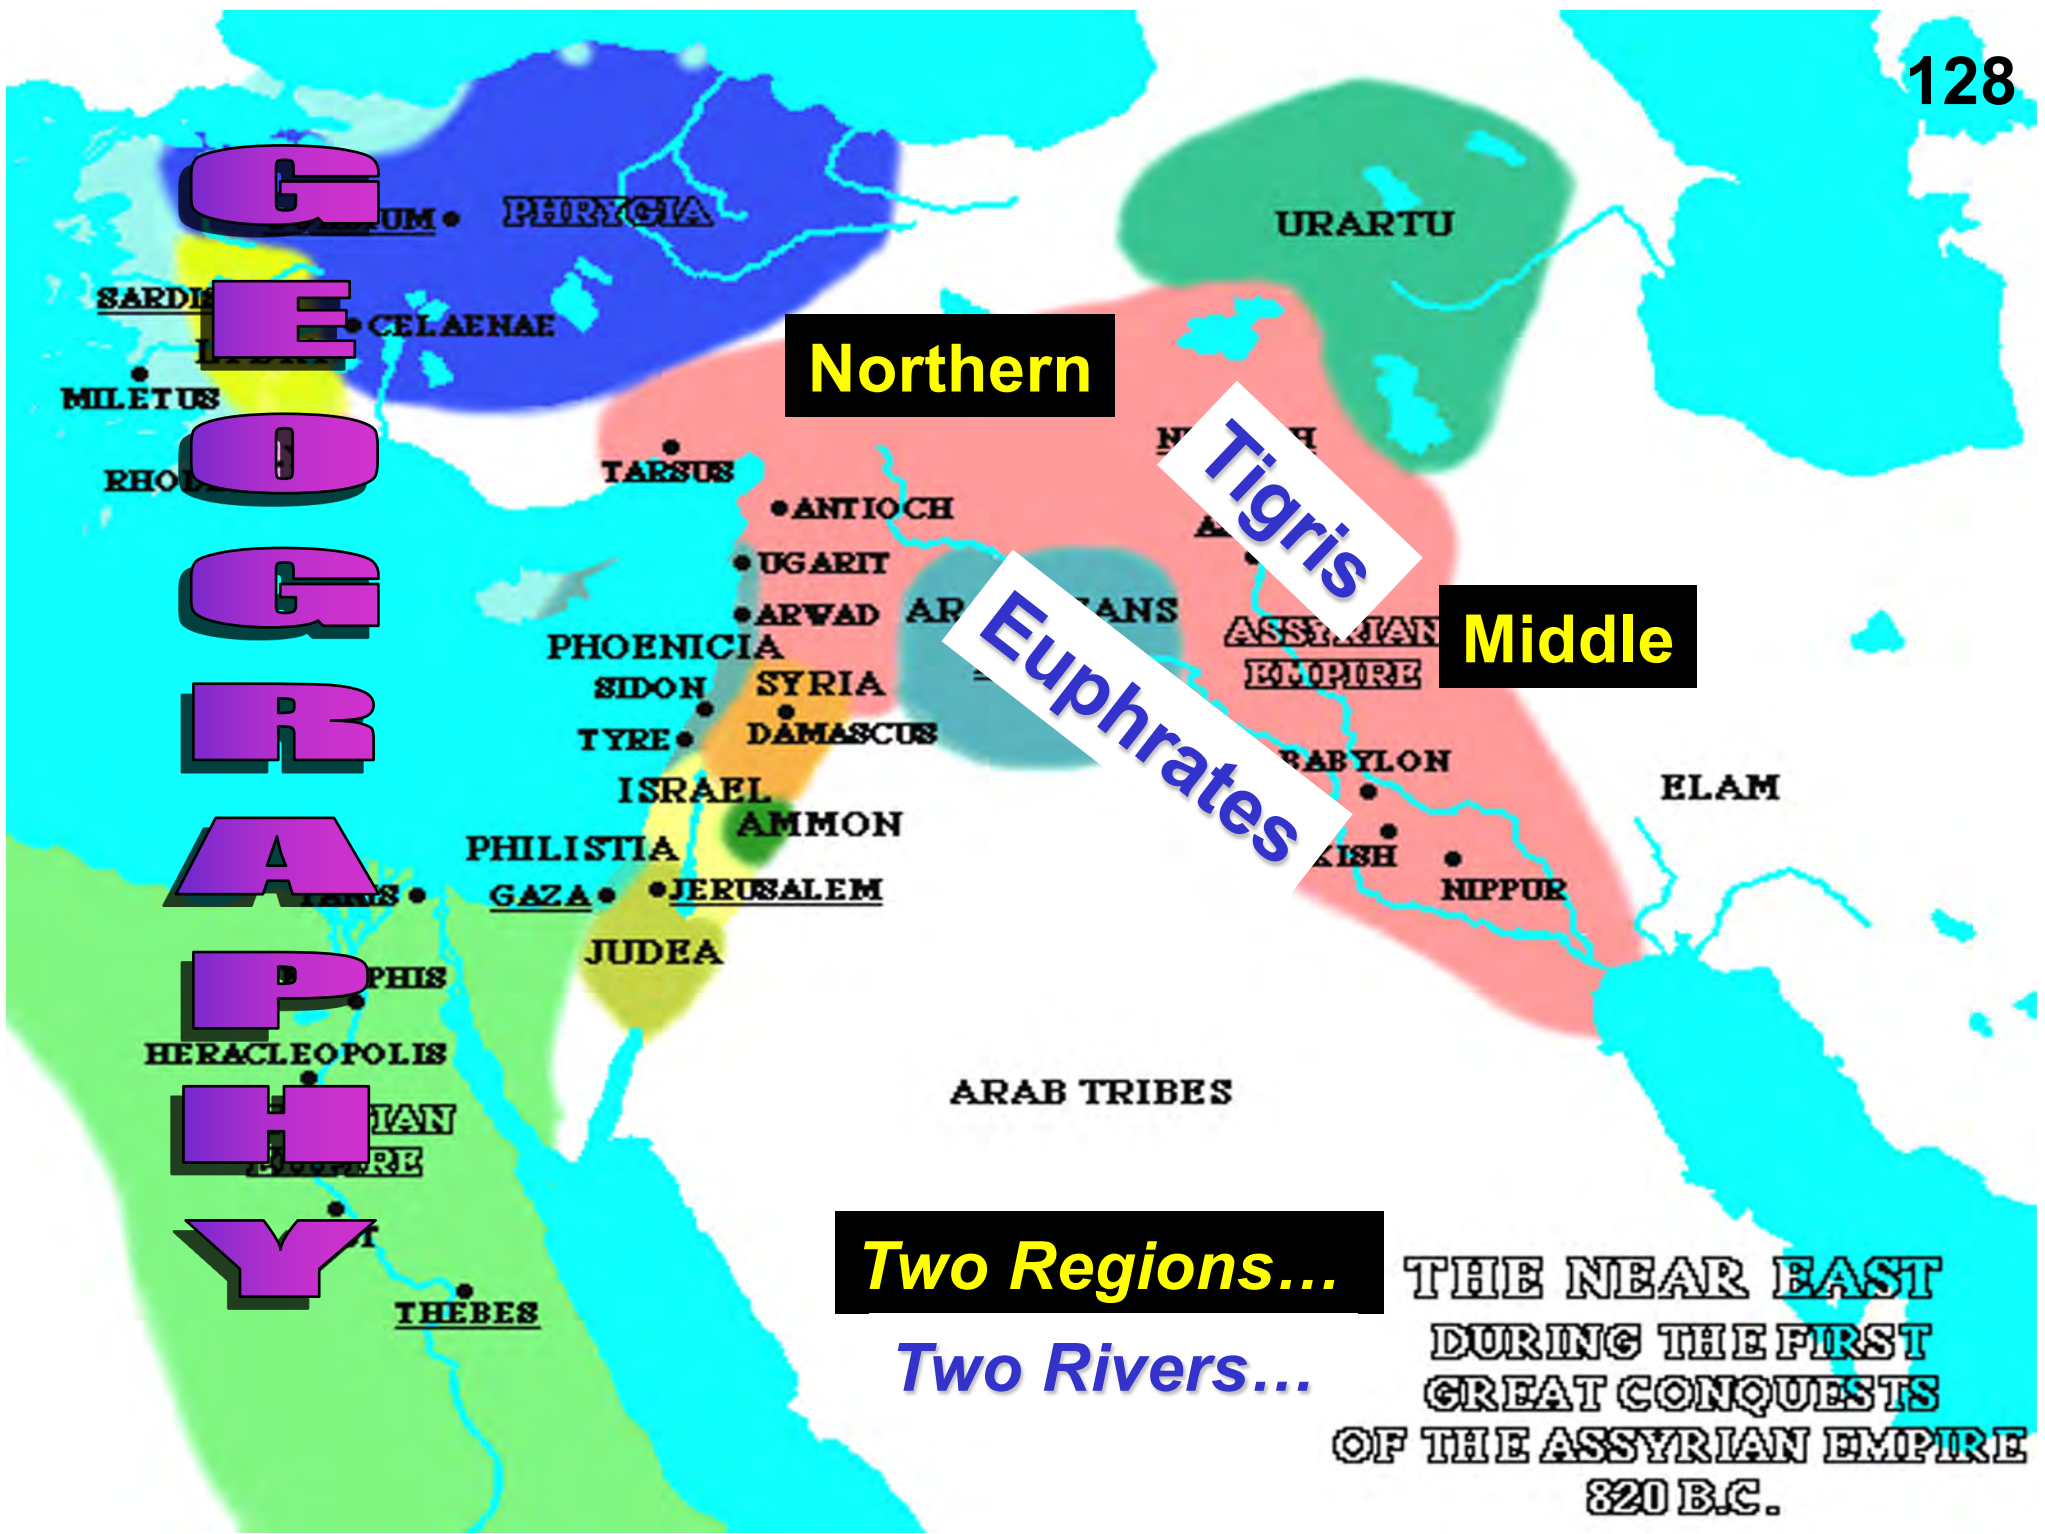 128
GEOGRAPHY
PHRYGIA
URARTU
CELAENAE
MILETUS
Northern
TARSUS
ANTIOCH
Tigris
UGARIT
ARWAD
PHOENICIA
SIDON
SYRIA
TYRE
DAMASCUS
Euphrates
ASSYRIAN
EMPIRE
Middle
BABYLON
ELAM
ISRAEL
AMMON
PHILISTIA
KISH
NIPPUR
GAZA
JERUSALEM
JUDEA
HERACLEOPOLIS
ARAB TRIBES
THEBES
Two Regions...
Two Rivers...
THE NEAR EAST
DURING THE FIRST
GREAT CONQUESTS
OF THE ASSYRIAN EMPIRE
820 B.C.